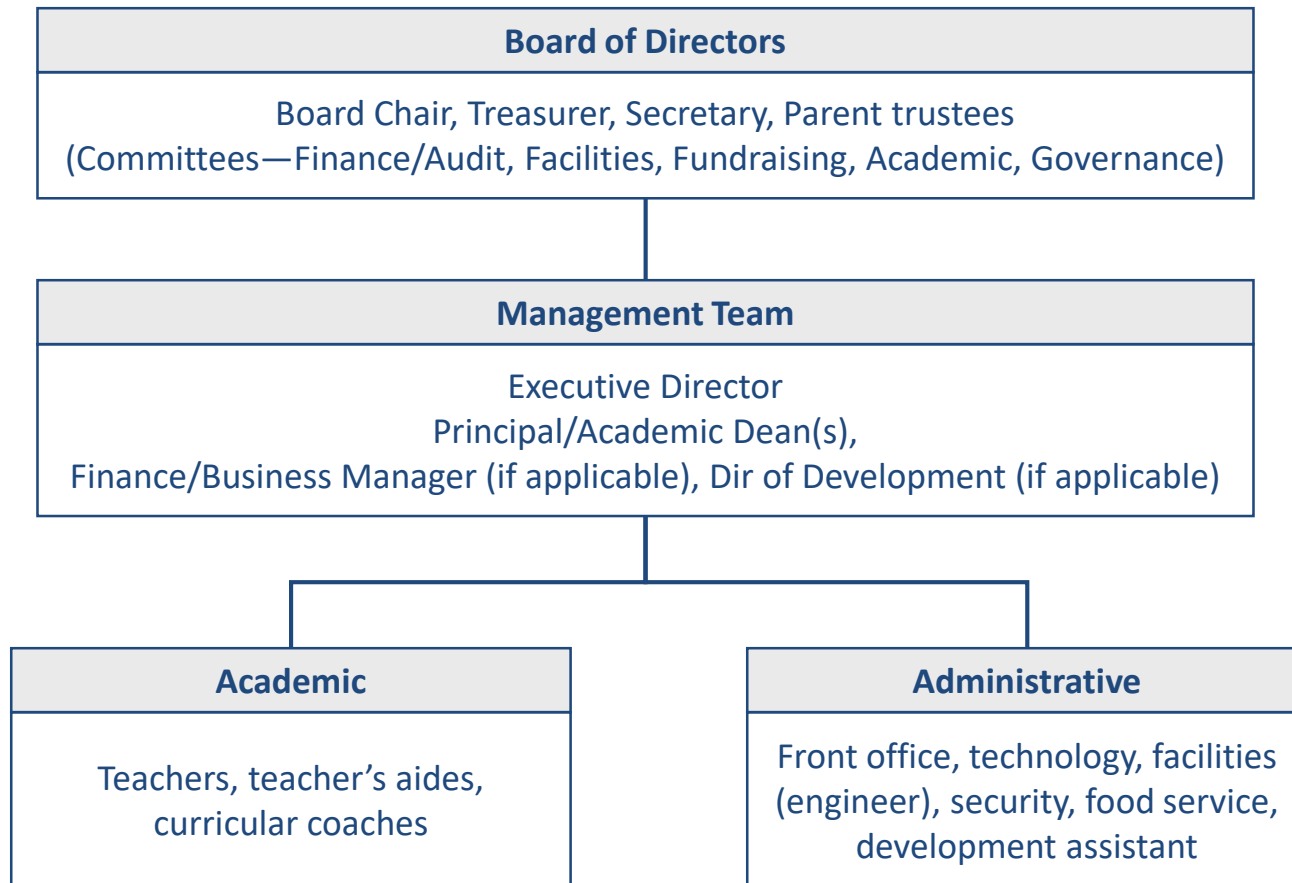 Board of Directors
Board Chair, Treasurer, Secretary, Parent trustees
(Committees—Finance/Audit, Facilities, Fundraising, Academic, Governance)
Management Team
Executive Director
Principal/Academic Dean(s),
Finance/Business Manager (if applicable), Dir of Development (if applicable)
Academic
Teachers, teacher’s aides,
curricular coaches
Administrative
Front office, technology, facilities
(engineer), security, food service,
development assistant